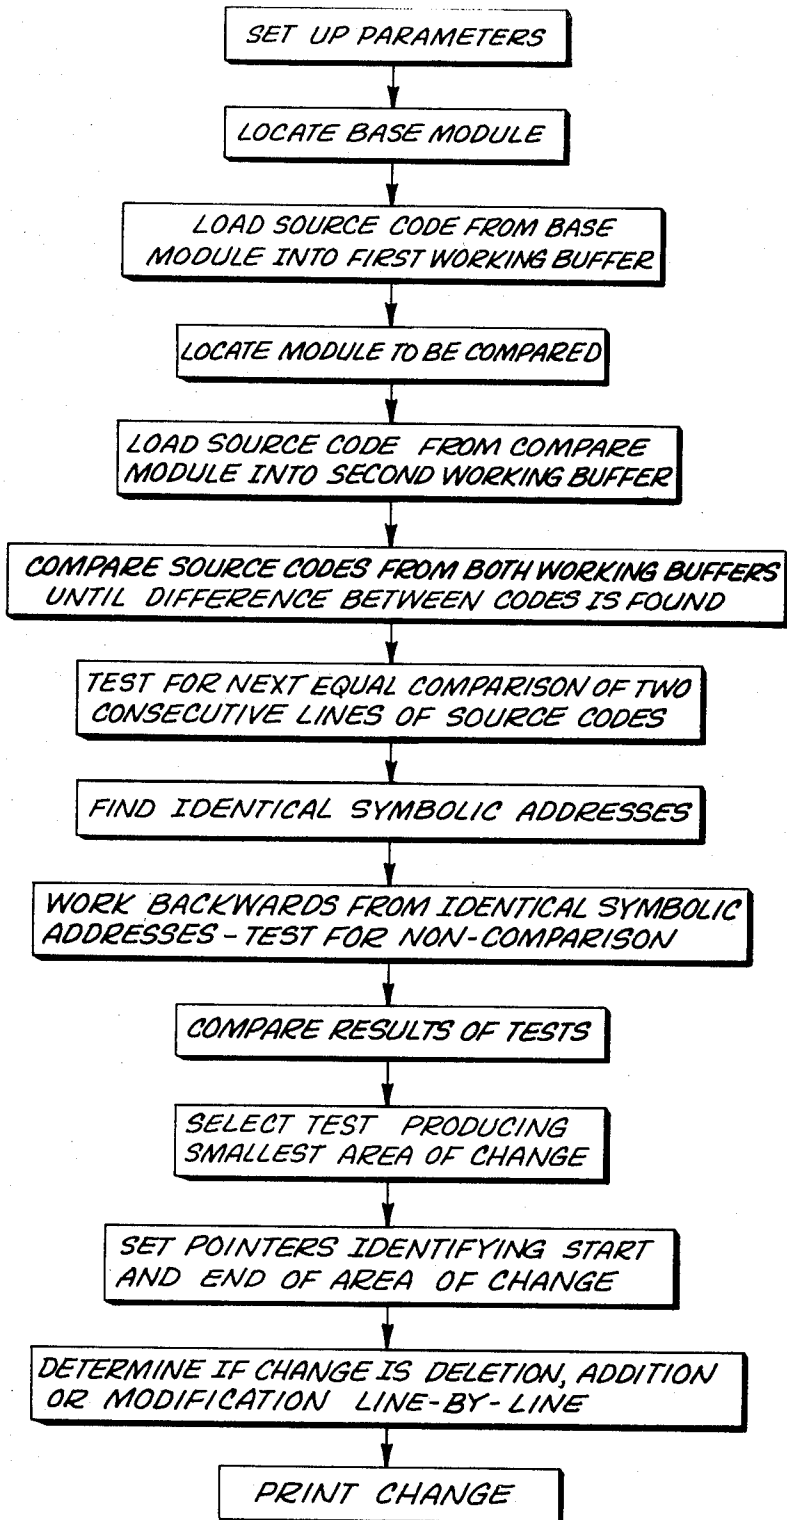 SET UP PARAMETERS
LOCATE BASE MODULE
LOAD SOURCE CODE FROM BASE
MODULE INTO FIRST WORKING BUFFER
LOCATE MODULE TO BE COMPARED
LOAD SOURCE CODE FROM COMPARE
MODULE INTO SECOND WORKING BUFFER
COMPARE SOURCE CODES FROM BOTH WORKING BUFFERS
UNTIL DIFFERENCE BETWEEN CODES IS FOUND
TEST FOR NEXT EQUAL COMPARISON OF TWO
CONSECUTIVE LINES OF SOURCE CODES
FIND IDENTICAL SYMBOLIC ADDRESSES
WORK BACKWARDS FROM IDENTICAL SYMBOLIC
ADDRESSES - TEST FOR NON-COMPARISON
COMPARE RESULTS OF TESTS
SELECT TEST PRODUCING
SMALLEST AREA OF CHANGE
SET POINTERS IDENTIFYING START
AND END OF AREA OF CHANGE
DETERMINE IF CHANGE IS DELETION, ADDITION
OR MODIFICATION LINE-BY-LINE
PRINT CHANGE